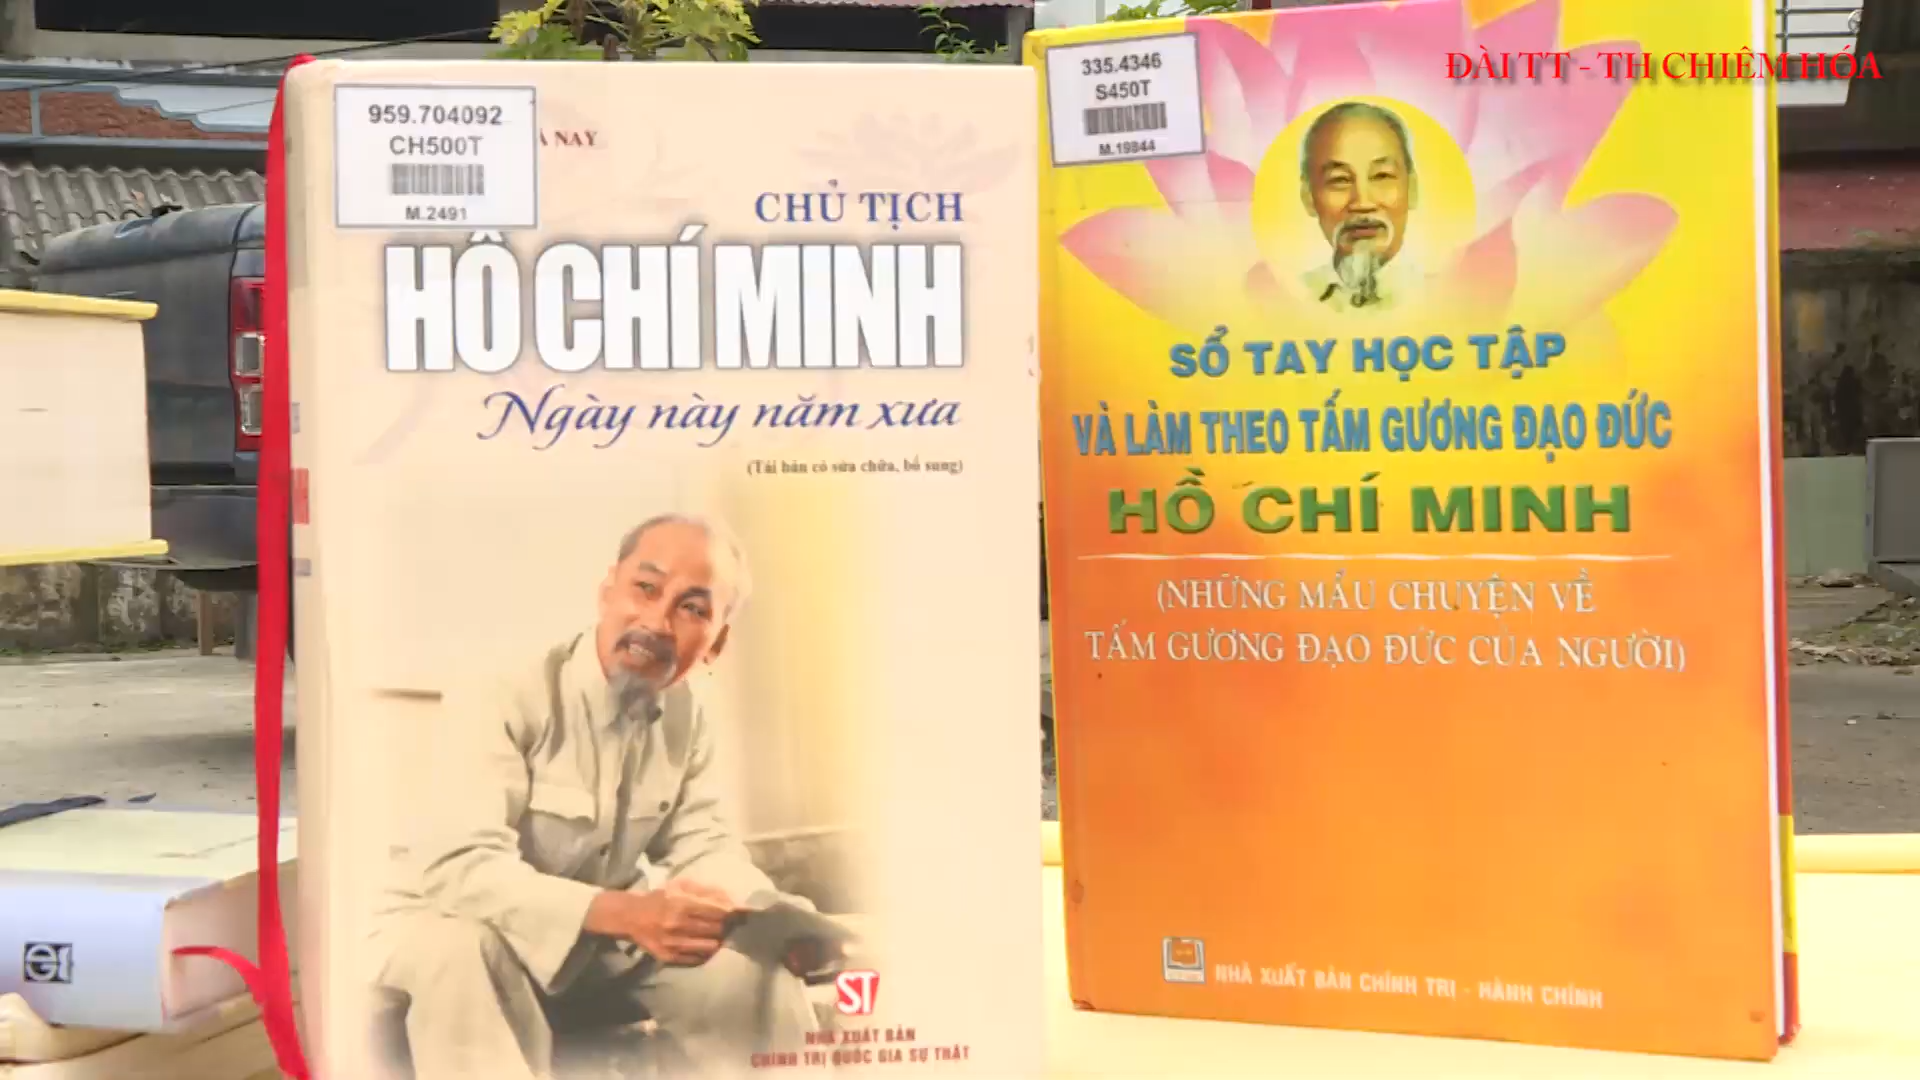 ĐÀI TT - TH CHIÊM HÓA
959.704092
CH500T
M.2491
NAY
CHỦ TỊCH
HỒ CHÍ MINH
Ngày này năm xưa
(Tái bản có sửa chữa, bổ sung)
ST
NHÀ XUẤT BẢN
CHÍNH TRỊ QUỐC GIA SỰ THẬT
335.4346
S450T
M.19844
SỔ TAY HỌC TẬP
VÀ LÀM THEO TẤM GƯƠNG ĐẠO ĐỨC
HỒ CHÍ MINH
(NHỮNG MẨU CHUYỆN VỀ
TẤM GƯƠNG ĐẠO ĐỨC CỦA NGƯỜI)
NHÀ XUẤT BẢN CHÍNH TRỊ - HÀNH CHÍNH